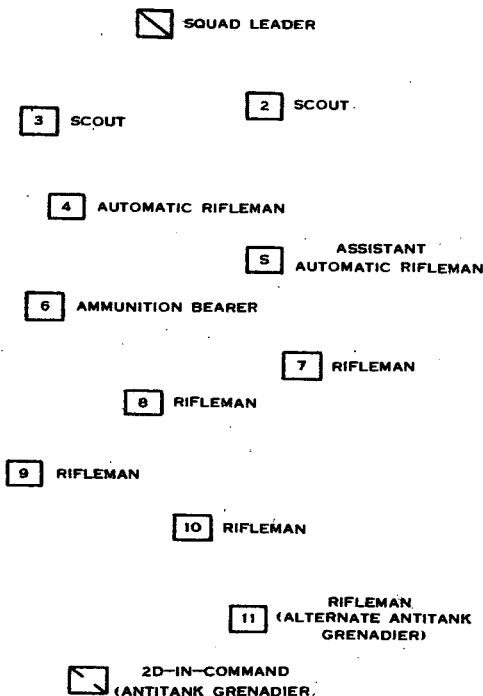 SQUAD LEADER
2 SCOUT
3 SCOUT
4 AUTOMATIC RIFLEMAN
5 ASSISTANT
AUTOMATIC RIFLEMAN
6 AMMUNITION BEARER
7 RIFLEMAN
8 RIFLEMAN
9 RIFLEMAN
10 RIFLEMAN
11 RIFLEMAN
(ALTERNATE ANTITANK
GRENADIER)
2D-IN-COMMAND
(ANTITANK GRENADIER